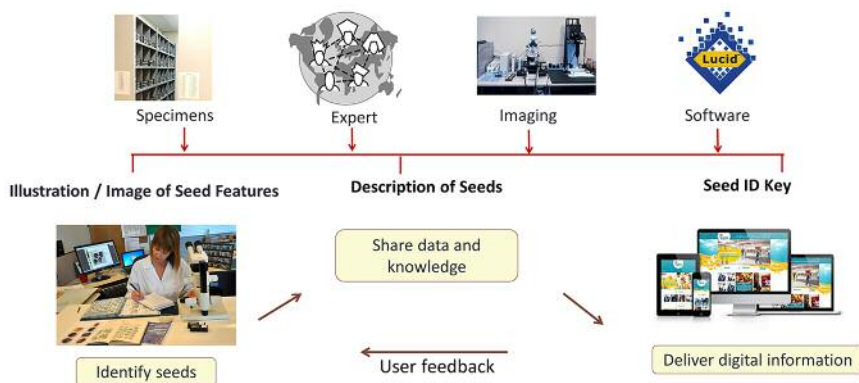 Lucid
Specimens
Expert
Imaging
Software
Illustration / Image of Seed Features
Description of Seeds
Seed ID Key
Share data and
knowledge
Identify seeds
User feedback
Deliver digital information